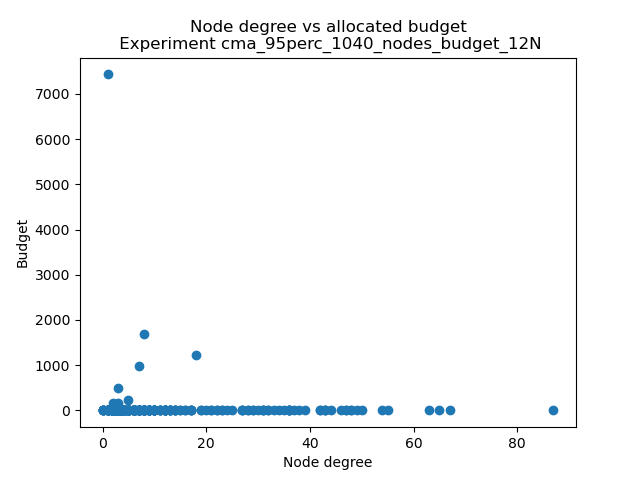 Node degree vs allocated budget
Experiment cma_95perc_1040_nodes_budget_12N
7000
6000
5000
4000
3000
2000
1000
0
Budget
0 20 40 60 80
Node degree